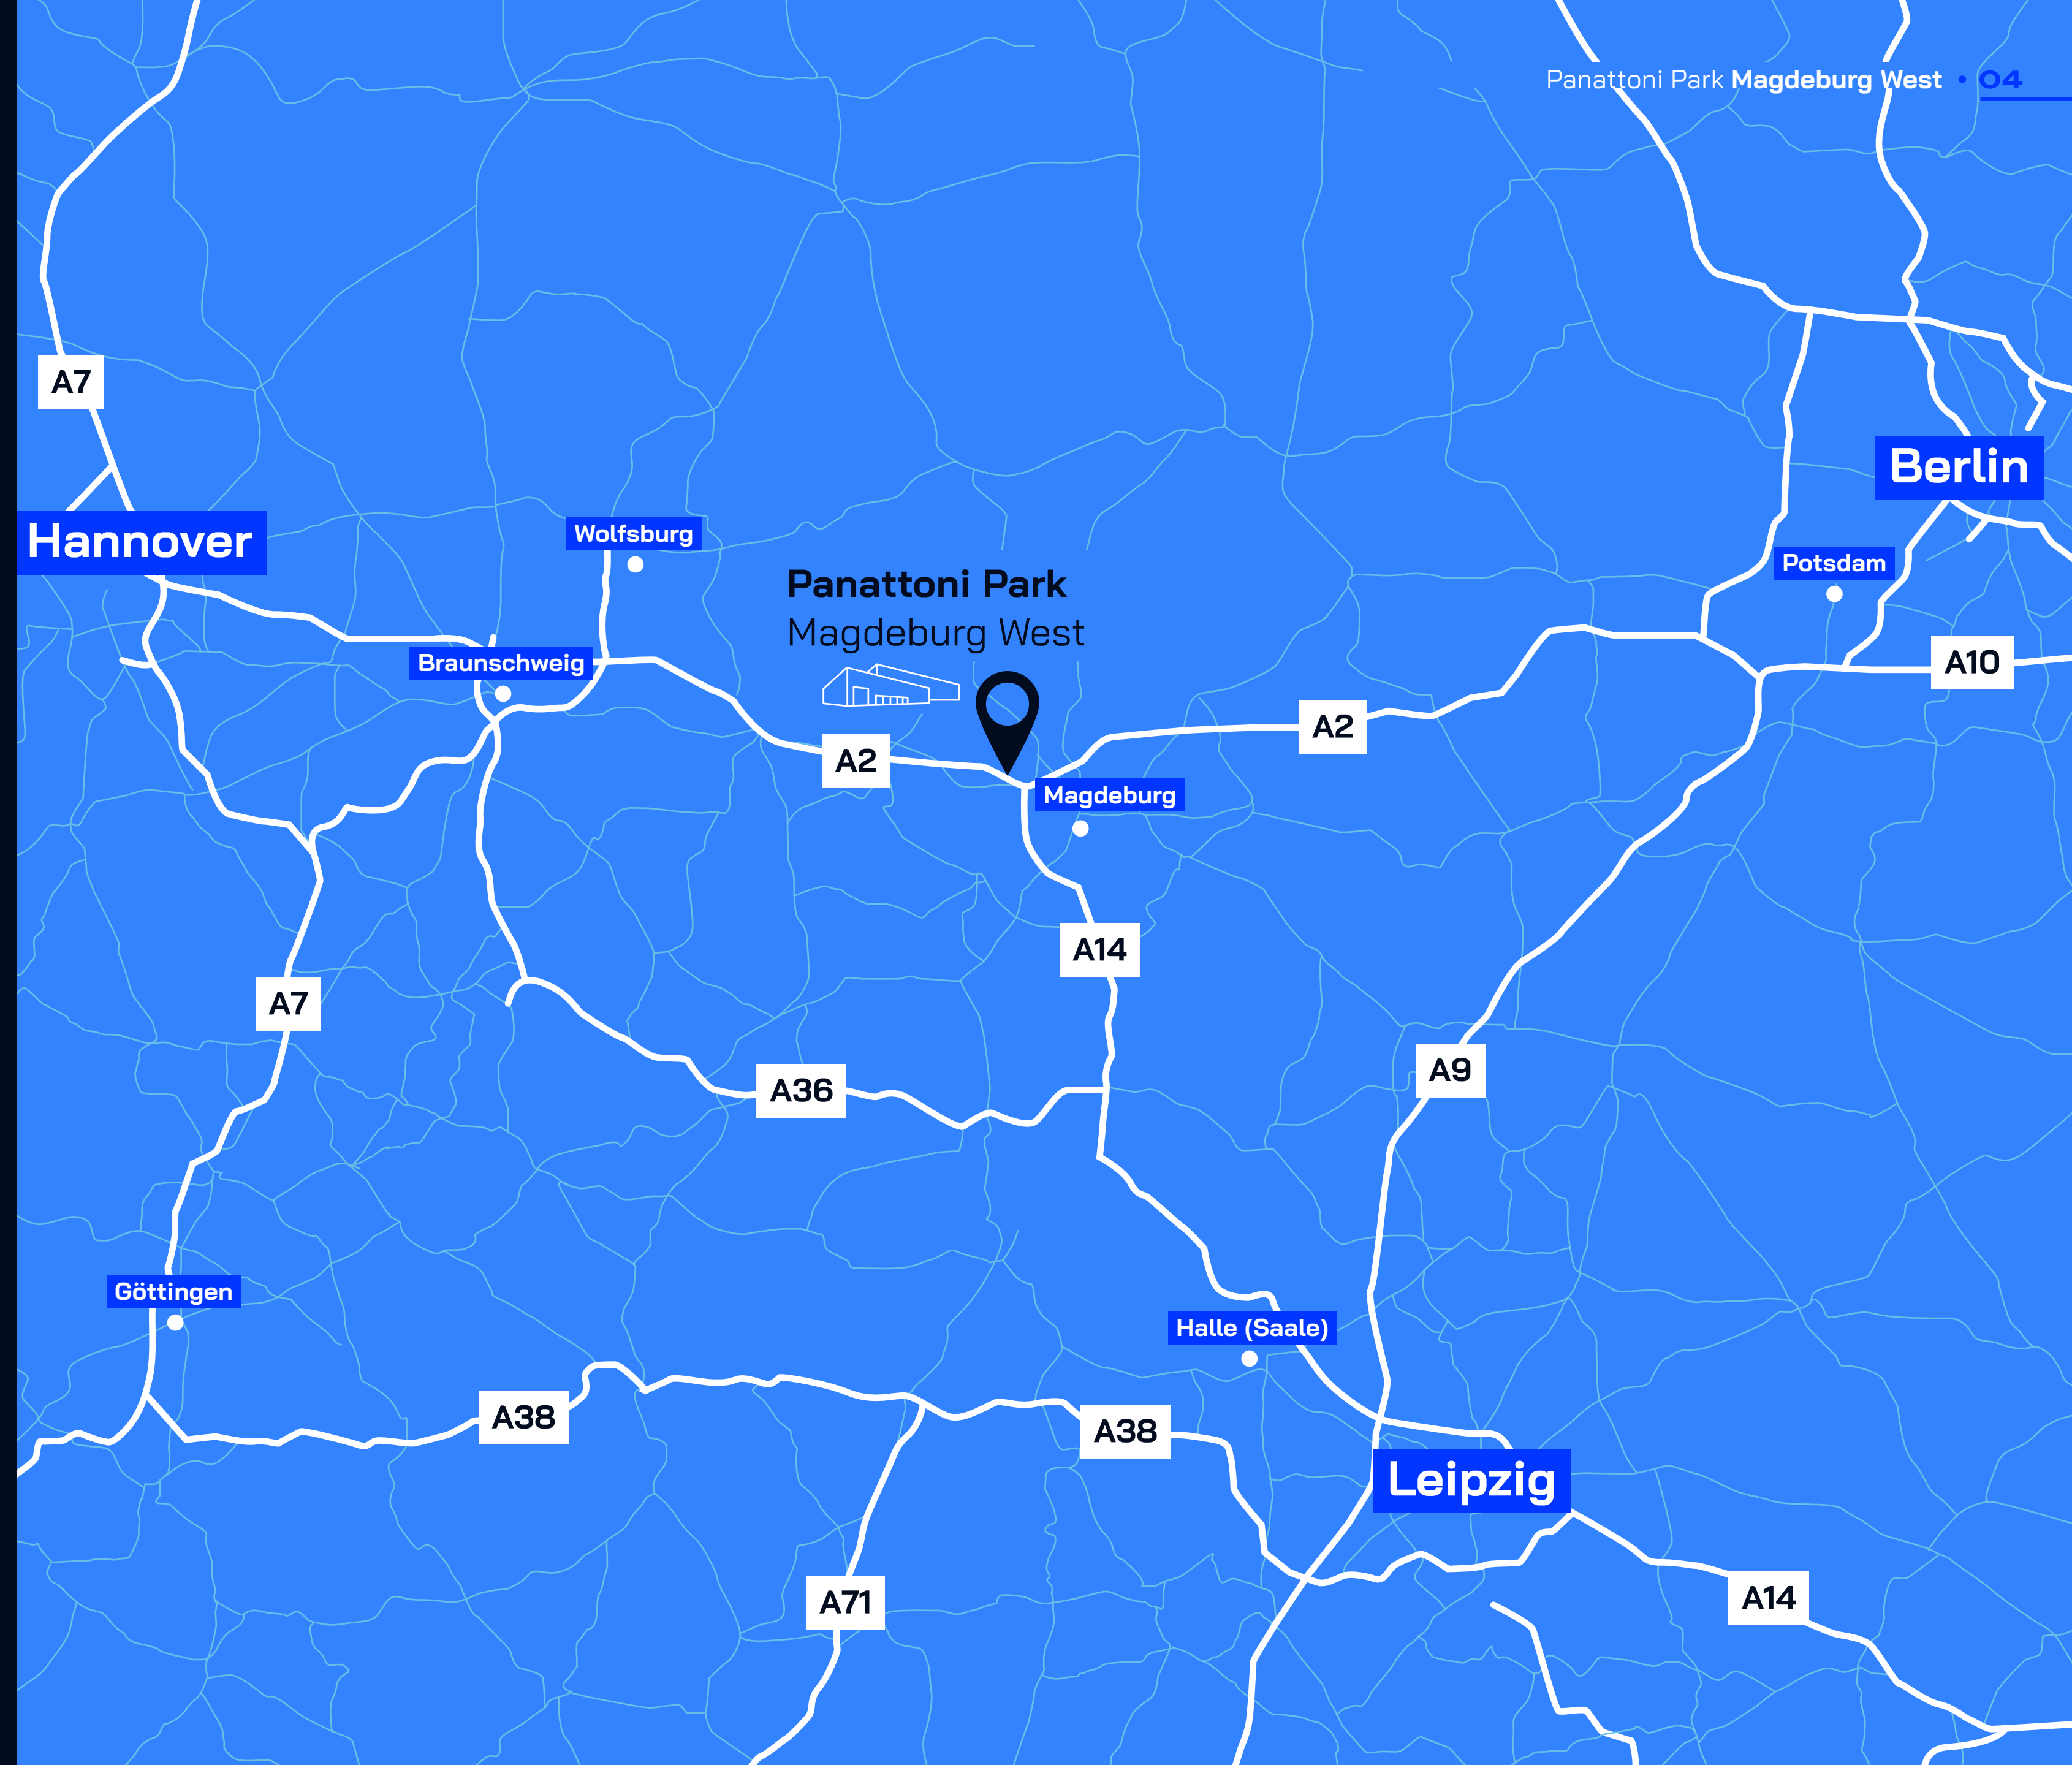 Panattoni Park Magdeburg West • 04
A7
Berlin
Hannover
Wolfsburg
Potsdam
Panattoni Park
Magdeburg West
Braunschweig
A10
A2
A2
Magdeburg
A14
A7
A9
A36
Göttingen
Halle (Saale)
A38
A38
Leipzig
A71
A14